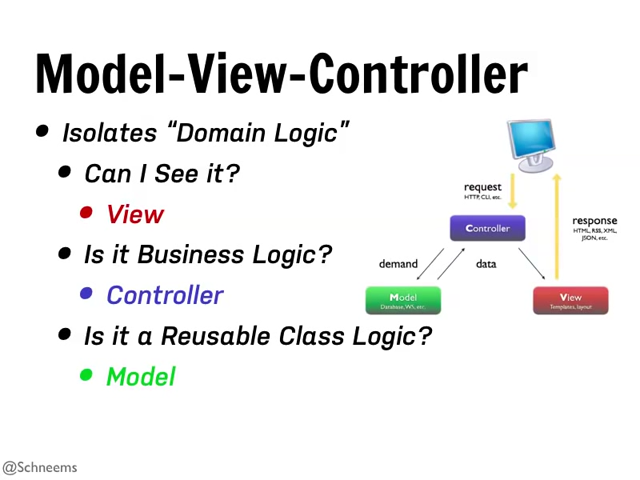 Model-View-Controller
Isolates “Domain Logic”
Can I See it?
View
Is it Business Logic?
Controller
Is it a Reusable Class Logic?
Model
request
HTTP, CLI, etc.
Controller
response
HTML, RSS, XML,
JSON, etc.
demand
data
Model
Database, WS, etc.
View
Templates, layout
@Schneems